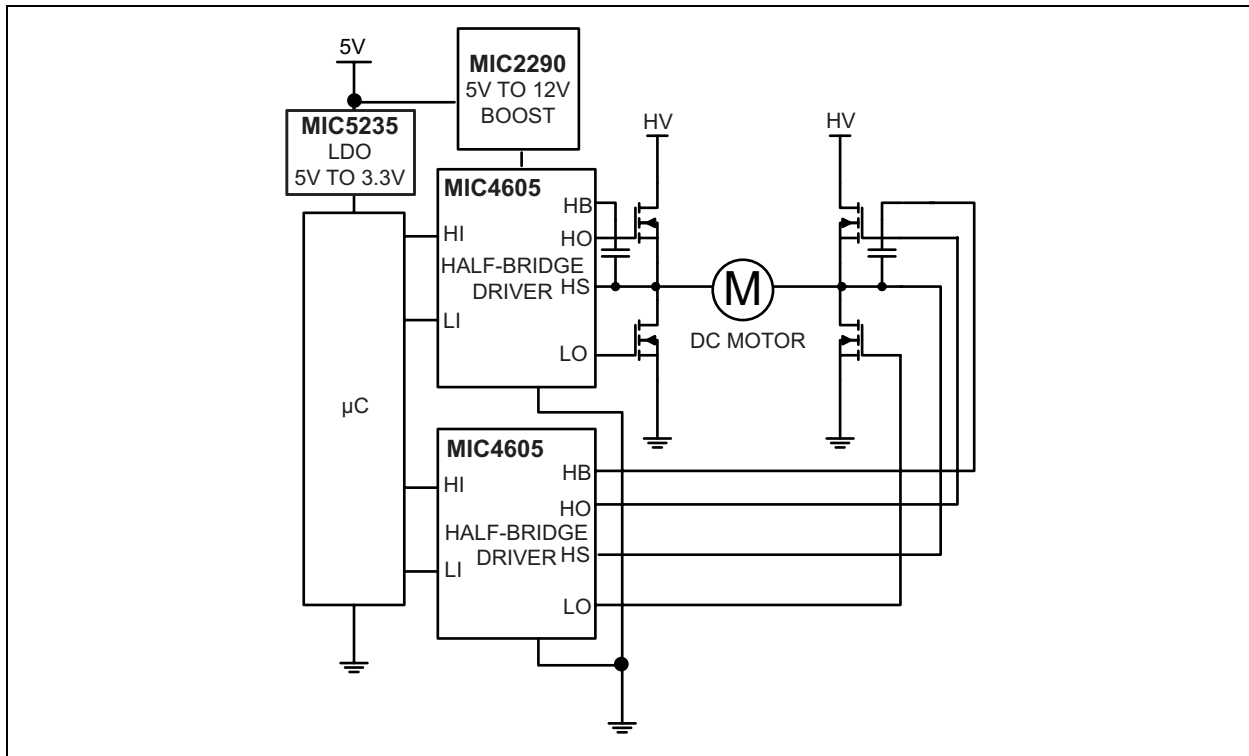 5V
MIC2290
5V TO 12V
BOOST
MIC5235
LDO
5V TO 3.3V
HV
HV
MIC4605
HB
HI
HO
HALF-BRIDGE
DRIVER
HS
LI
LO
M
DC MOTOR
µC
MIC4605
HB
HI
HO
HALF-BRIDGE
DRIVER
HS
LI
LO